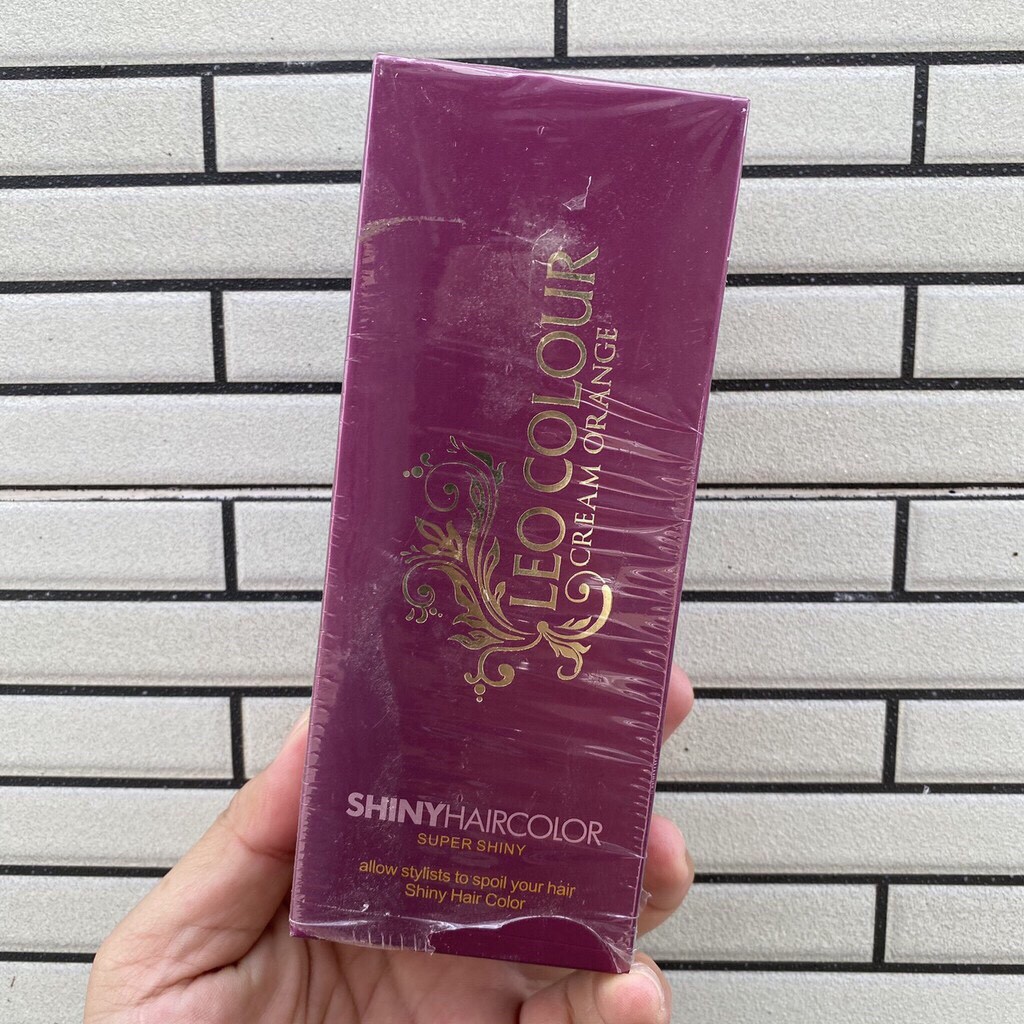 LEO COLOUR
CREAM ORANGE
SHINYHAIRCOLOR
SUPER SHINY
allow stylists to spoil your hair
Shiny Hair Color